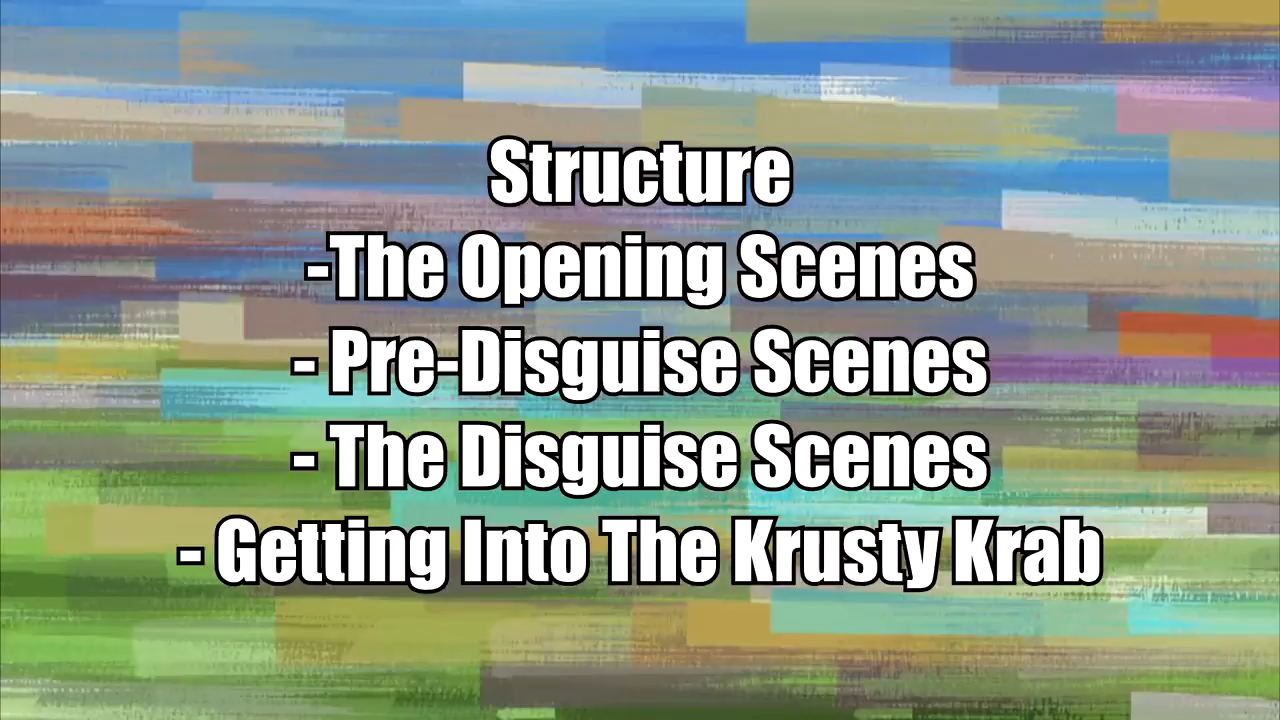 Structure
-The Opening Scenes
- Pre-Disguise Scenes
- The Disguise Scenes
- Getting Into The Krusty Krab